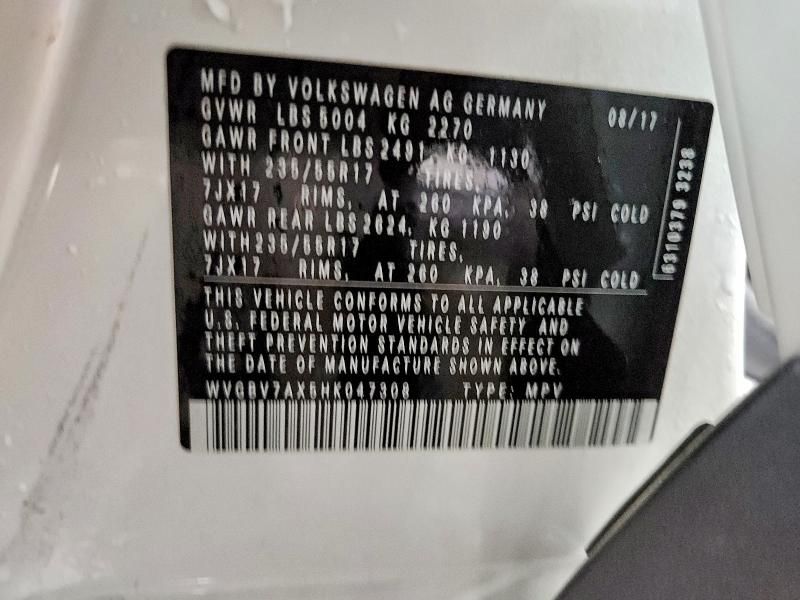 MFD BY VOLKSWAGEN AG GERMANY 08/17
GVWR LBS 5004 KG 2270
GAWR FRONT LBS 2491 KG 1130
WITH 235/55R17 TIRES,
7JX17 RIMS, AT 260 KPA, 38 PSI COLD
GAWR REAR LBS 2624, KG 1190
WITH 235/55R17 TIRES,
7JX17 RIMS, AT 260 KPA, 38 PSI COLD
THIS VEHICLE CONFORMS TO ALL APPLICABLE
U.S. FEDERAL MOTOR VEHICLE SAFETY AND
THEFT PREVENTION STANDARDS IN EFFECT ON
THE DATE OF MANUFACTURE SHOWN ABOVE.
WVGBV7AX5HK047308 TYPE: MPV
6310379 3238